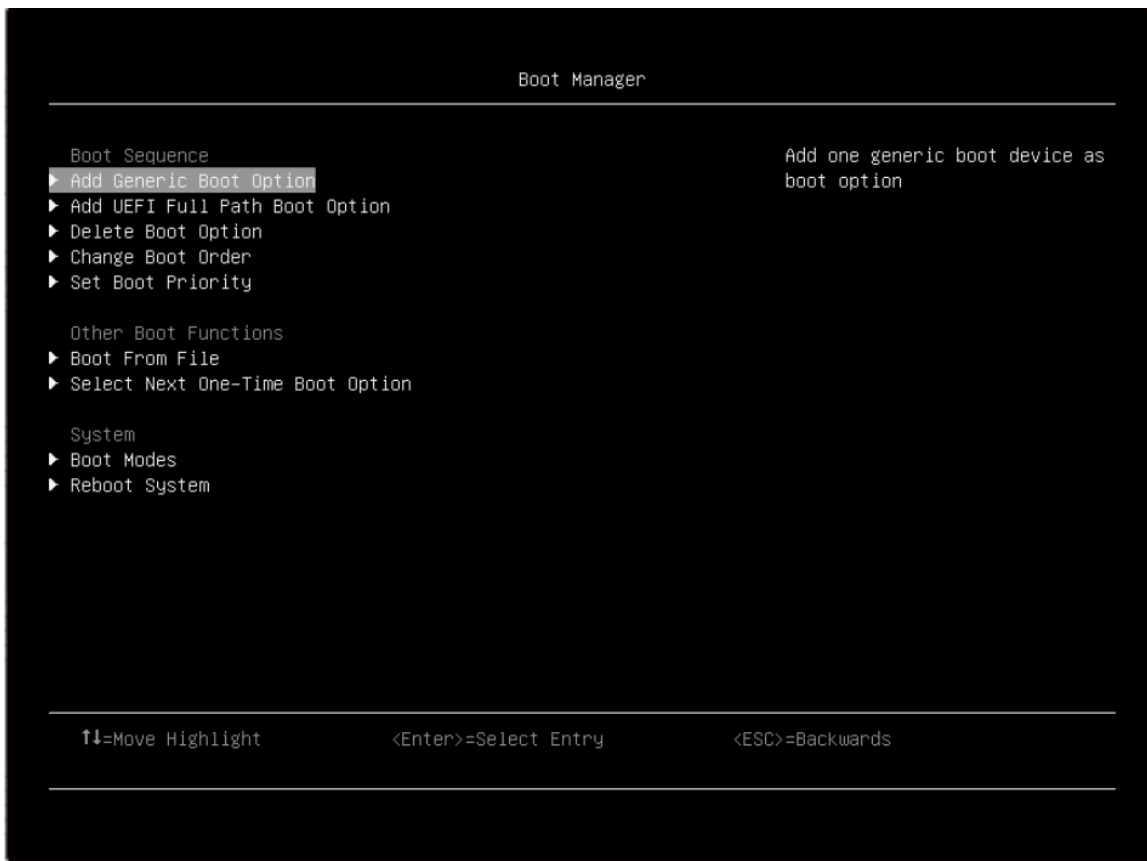 Boot Manager
Boot Sequence
▶ Add Generic Boot Option
▶ Add UEFI Full Path Boot Option
▶ Delete Boot Option
▶ Change Boot Order
▶ Set Boot Priority
Other Boot Functions
▶ Boot From File
▶ Select Next One-Time Boot Option
System
▶ Boot Modes
▶ Reboot System
Add one generic boot device as
boot option
↑↓=Move Highlight <Enter>=Select Entry <ESC>=Backwards